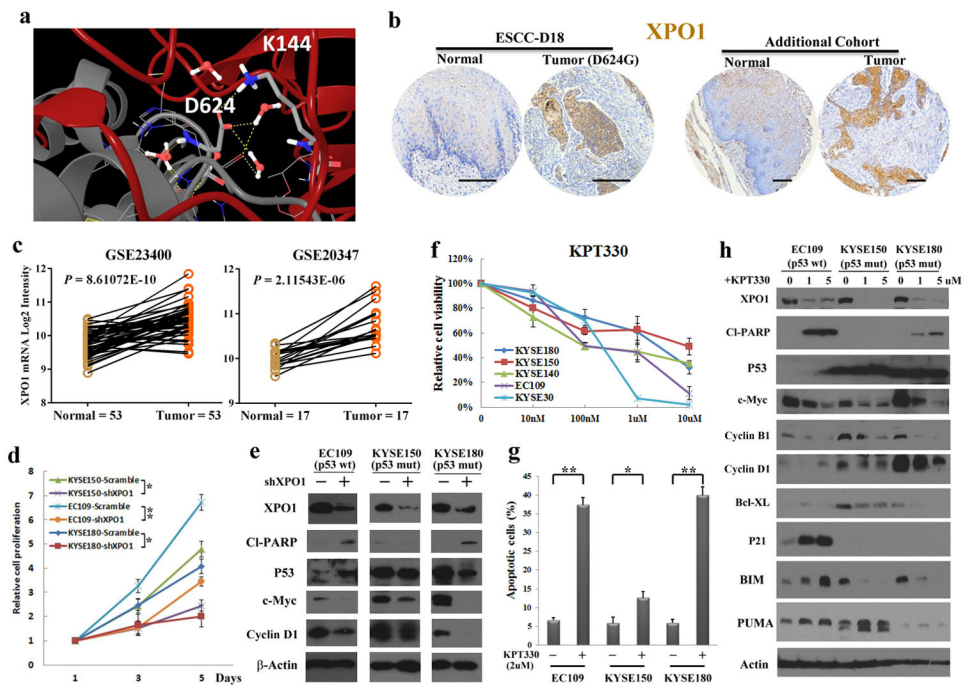 a
K144
D624
b
XPO1
ESCC-D18
Normal
Tumor (D624G)
Additional Cohort
Normal
Tumor
c
GSE23400
P = 8.61072E-10
XPO1 mRNA Log2 Intensity
12
11
10
9
8
Normal = 53
Tumor = 53
GSE20347
P = 2.11543E-06
12
11
10
9
Normal = 17
Tumor = 17
d
Relative cell proliferation
8
7
6
5
4
3
2
1
0
KYSE150-Scramble
KYSE150-shXPO1
*
EC109-Scramble
EC109-shXPO1
**
KYSE180-Scramble
KYSE180-shXPO1
*
1
3
5
Days
e
EC109 KYSE150 KYSE180
(p53 wt) (p53 mut) (p53 mut)
shXPO1 – + – + – +
XPO1
Cl-PARP
P53
c-Myc
Cyclin D1
β-Actin
f
KPT330
Relative cell viability
120%
100%
80%
60%
40%
20%
0%
KYSE180
KYSE150
KYSE140
EC109
KYSE30
0 10nM 100nM 1uM 10uM
g
Apoptotic cells (%)
45
40
35
30
25
20
15
10
5
0
** * **
KPT330 – + – + – +
(2uM)
EC109 KYSE150 KYSE180
h
EC109 KYSE150 KYSE180
(p53 wt) (p53 mut) (p53 mut)
+KPT330 0 1 5 0 1 5 0 1 5 uM
XPO1
Cl-PARP
P53
c-Myc
Cyclin B1
Cyclin D1
Bcl-XL
P21
BIM
PUMA
Actin